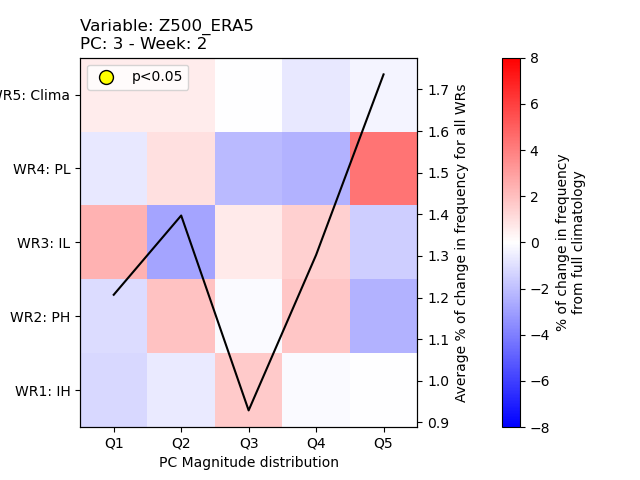 Variable: Z500_ERA5
PC: 3 - Week: 2
p<0.05
WR5: Clima
WR4: PL
WR3: IL
WR2: PH
WR1: IH
Q1 Q2 Q3 Q4 Q5
PC Magnitude distribution
1.7
1.6
1.5
1.4
1.3
1.2
1.1
1.0
0.9
Average % of change in frequency for all WRs
8
6
4
2
0
−2
−4
−6
−8
% of change in frequency
from full climatology